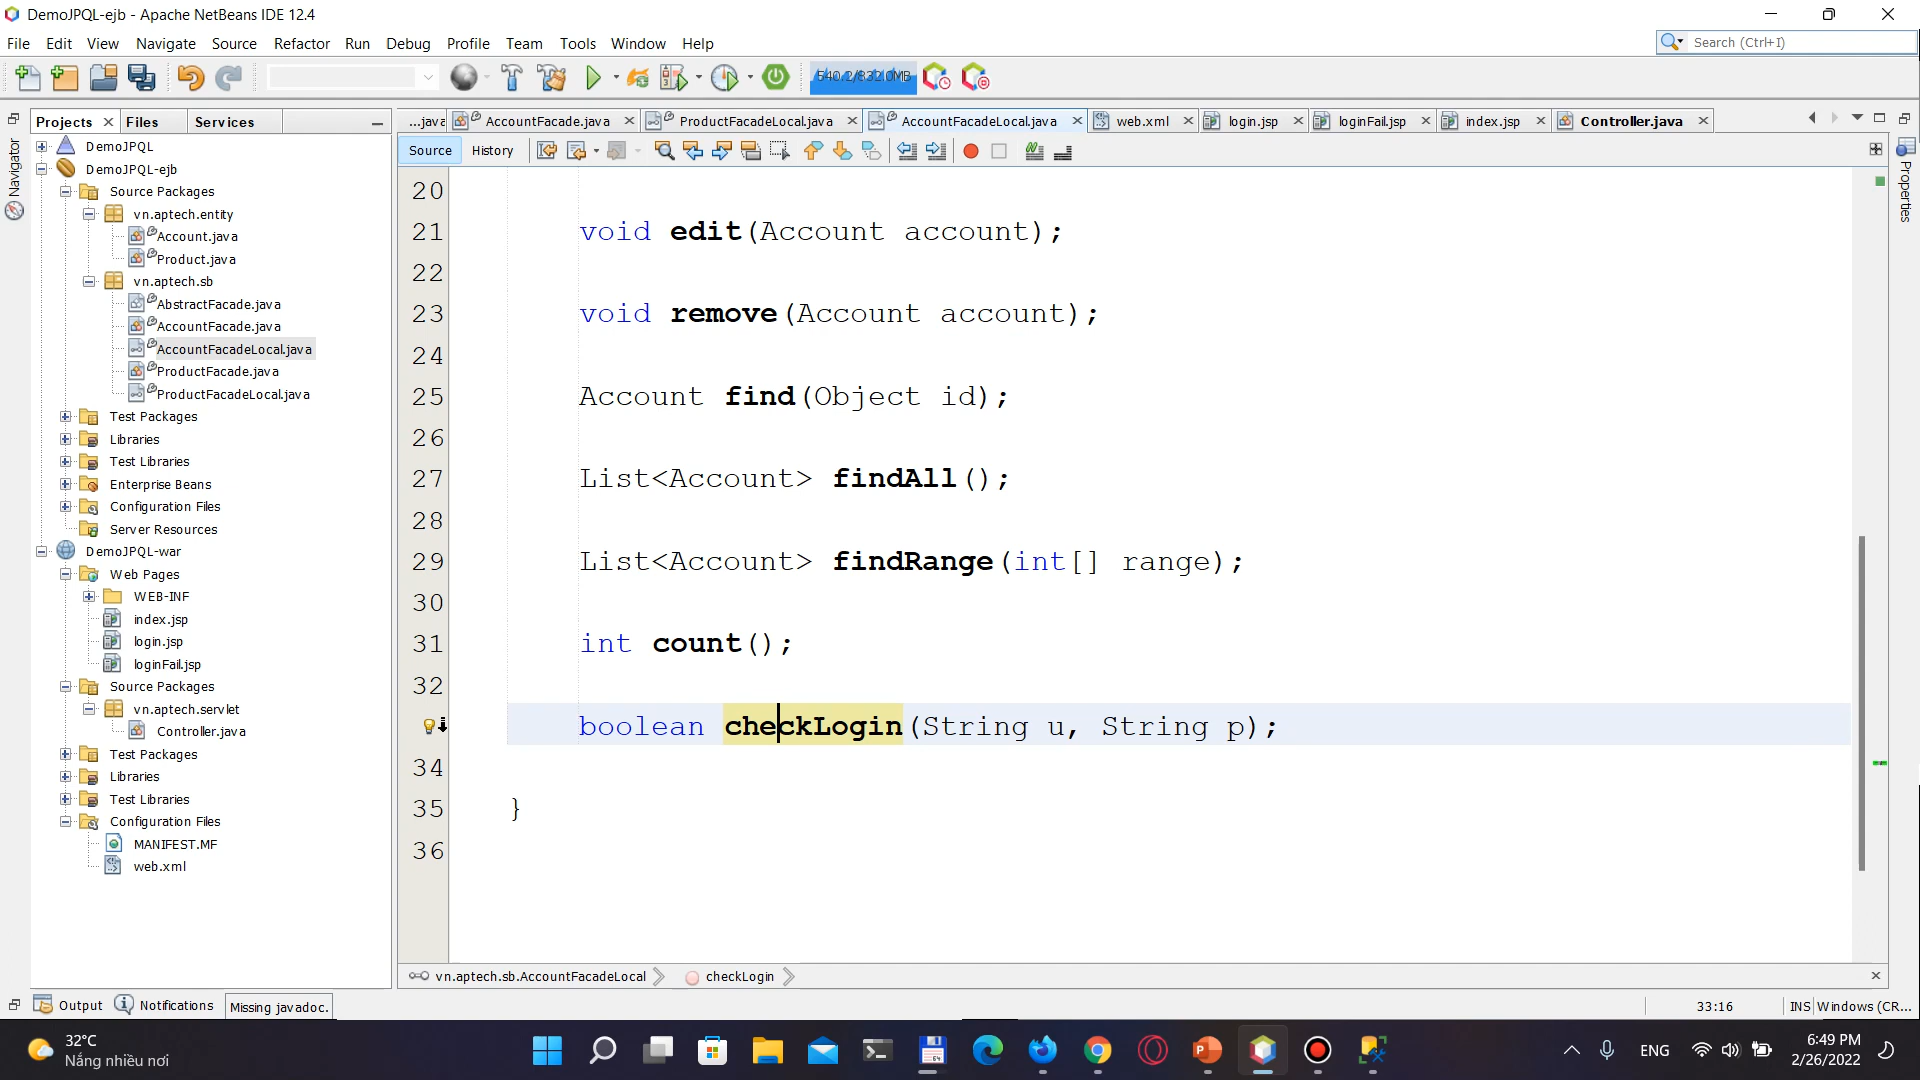 DemoJPQL-ejb - Apache NetBeans IDE 12.4
File Edit View Navigate Source Refactor Run Debug Profile Team Tools Window Help
Search (Ctrl+I)
540.2/832.0MB
Projects Files Services
...java AccountFacade.java ProductFacadeLocal.java AccountFacadeLocal.java web.xml login.jsp loginFail.jsp index.jsp Controller.java
Source History
Navigator
Properties
DemoJPQL
DemoJPQL-ejb
Source Packages
vn.aptech.entity
Account.java
Product.java
vn.aptech.sb
AbstractFacade.java
AccountFacade.java
AccountFacadeLocal.java
ProductFacade.java
ProductFacadeLocal.java
Test Packages
Libraries
Test Libraries
Enterprise Beans
Configuration Files
Server Resources
DemoJPQL-war
Web Pages
WEB-INF
index.jsp
login.jsp
loginFail.jsp
Source Packages
vn.aptech.servlet
Controller.java
Test Packages
Libraries
Test Libraries
Configuration Files
MANIFEST.MF
web.xml
20
21 void edit(Account account);
22
23 void remove(Account account);
24
25 Account find(Object id);
26
27 List<Account> findAll();
28
29 List<Account> findRange(int[] range);
30
31 int count();
32
boolean checkLogin(String u, String p);
34
35 }
36
vn.aptech.sb.AccountFacadeLocal checkLogin
Output Notifications Missing javadoc.
33:16 INS Windows (CR...
32°C
Nắng nhiều nơi
ENG
6:49 PM
2/26/2022